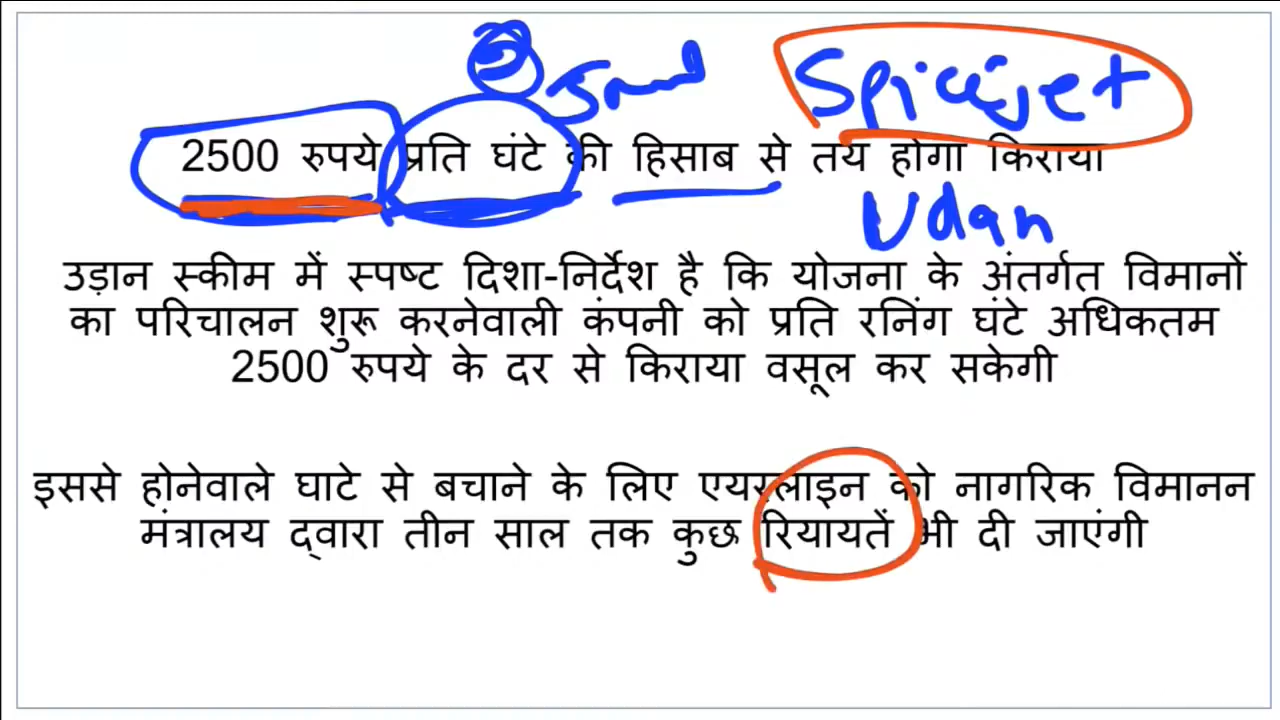 Spicejet
2500 रुपये प्रति घंटे की हिसाब से तय होगा किराया
Udan
उड़ान स्कीम में स्पष्ट दिशा-निर्देश है कि योजना के अंतर्गत विमानों
का परिचालन शुरू करनेवाली कंपनी को प्रति रनिंग घंटे अधिकतम
2500 रुपये के दर से किराया वसूल कर सकेगी
इससे होनेवाले घाटे से बचाने के लिए एयरलाइन को नागरिक विमानन
मंत्रालय द्वारा तीन साल तक कुछ रियायतें भी दी जाएंगी